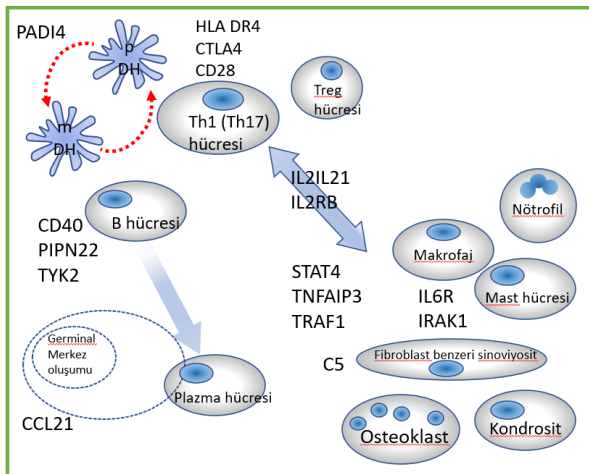 PADI4
p
DH
m
DH
HLA DR4
CTLA4
CD28
Th1 (Th17)
hücresi
Treg
hücresi
IL2IL21
IL2RB
Nötrofil
CD40
PIPN22
TYK2
B hücresi
Makrofaj
Mast hücresi
STAT4
TNFAIP3
TRAF1
IL6R
IRAK1
C5
Fibroblast benzeri sinoviyosit
Germinal
Merkez
oluşumu
CCL21
Plazma hücresi
Osteoklast
Kondrosit